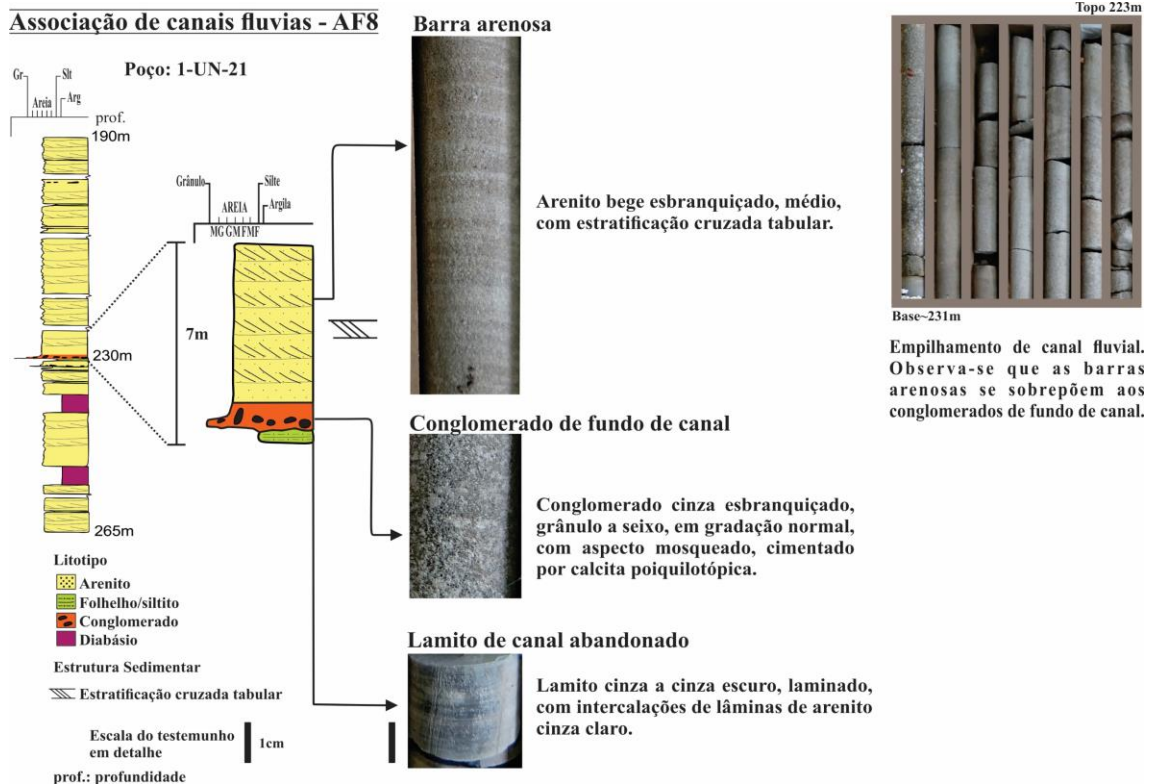 Associação de canais fluvias - AF8
Poço: 1-UN-21
Gr
Slt
Areia
Arg
prof.
190m
230m
265m
Grânulo
Silte
AREIA
Argila
MG GM FMF
7m
Litotipo
Arenito
Folhelho/siltito
Conglomerado
Diabásio
Estrutura Sedimentar
Estratificação cruzada tabular
Escala do testemunho
em detalhe
1cm
prof.: profundidade
Barra arenosa
Arenito bege esbranquiçado, médio,
com estratificação cruzada tabular.
Conglomerado de fundo de canal
Conglomerado cinza esbranquiçado,
grânulo a seixo, em gradação normal,
com aspecto mosqueado, cimentado
por calcita poiquilotópica.
Lamito de canal abandonado
Lamito cinza a cinza escuro, laminado,
com intercalações de lâminas de arenito
cinza claro.
Topo 223m
Base~231m
Empilhamento de canal fluvial.
Observa-se que as barras
arenosas se sobrepõem aos
conglomerados de fundo de canal.